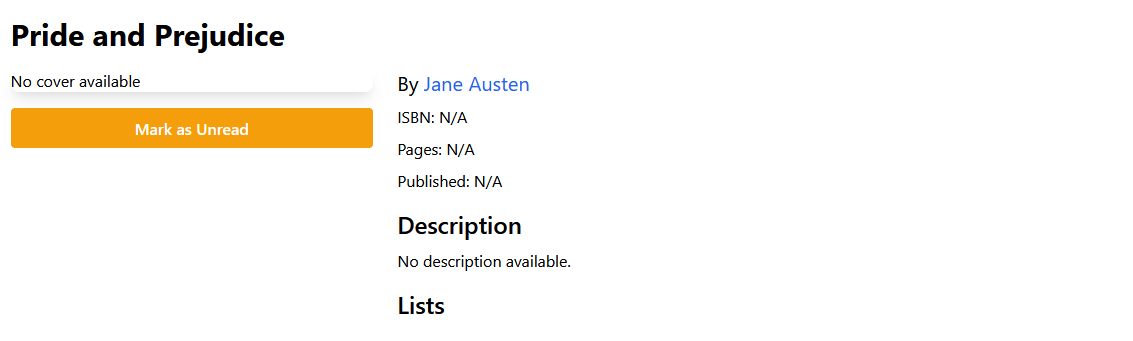 Pride and Prejudice
No cover available
Mark as Unread
By Jane Austen
ISBN: N/A
Pages: N/A
Published: N/A
Description
No description available.
Lists